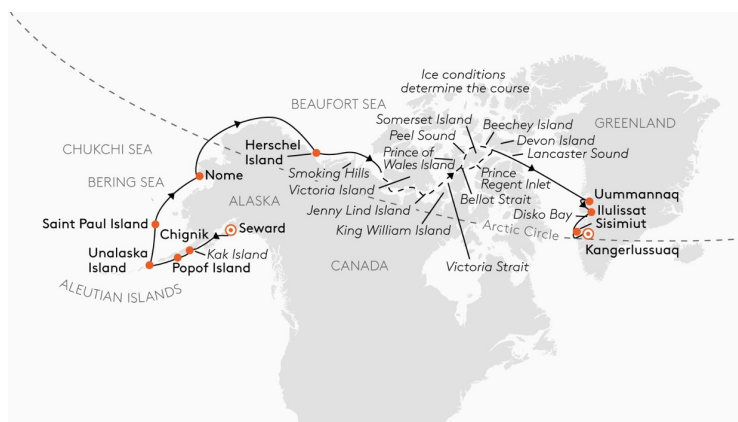 Ice conditions
determine the course
BEAUFORT SEA
Somerset Island
Beechey Island
GREENLAND
Peel Sound
Devon Island
CHUKCHI SEA
Herschel
Island
Prince of
Wales Island
Lancaster Sound
Smoking Hills
Prince
Regent Inlet
BERING SEA
Nome
Victoria Island
Bellot Strait
Uummannaq
ALASKA
Jenny Lind Island
Disko Bay
Ilulissat
Saint Paul Island
Chignik
Seward
King William Island
Arctic Circle
Sisimiut
Unalaska
Island
Kak Island
Kangerlussuaq
Popof Island
CANADA
Victoria Strait
ALEUTIAN ISLANDS